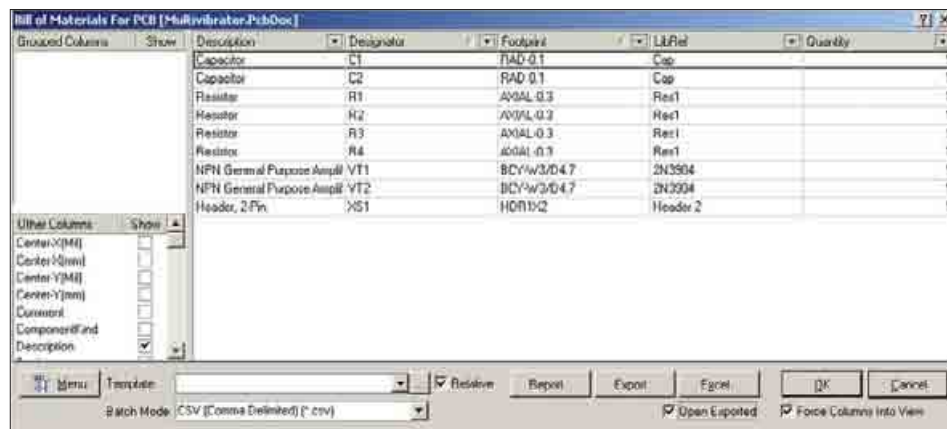 Bill of Materials For PCB [Multivibrator.PcbDoc]
Grouped Columns Show Description Designator Footprint LibRef Quantity
Capacitor C1 RAD-0.1 Cap
Capacitor C2 RAD-0.1 Cap
Resistor R1 AXIAL-0.3 Res1
Resistor R2 AXIAL-0.3 Res1
Resistor R3 AXIAL-0.3 Res1
Resistor R4 AXIAL-0.3 Res1
NPN General Purpose Amplif VT1 BCY-W3/D4.7 2N3904
NPN General Purpose Amplif VT2 BCY-W3/D4.7 2N3904
Header, 2-Pin XS1 HDR1X2 Header 2
Other Columns Show
Center-X(Mil)
Center-X(mm)
Center-Y(Mil)
Center-Y(mm)
Comment
ComponentKind
Description
Menu Template Relative Report Export Excel OK Cancel
Batch Mode CSV (Comma Delimited) (*.csv) Open Exported Force Columns Into View